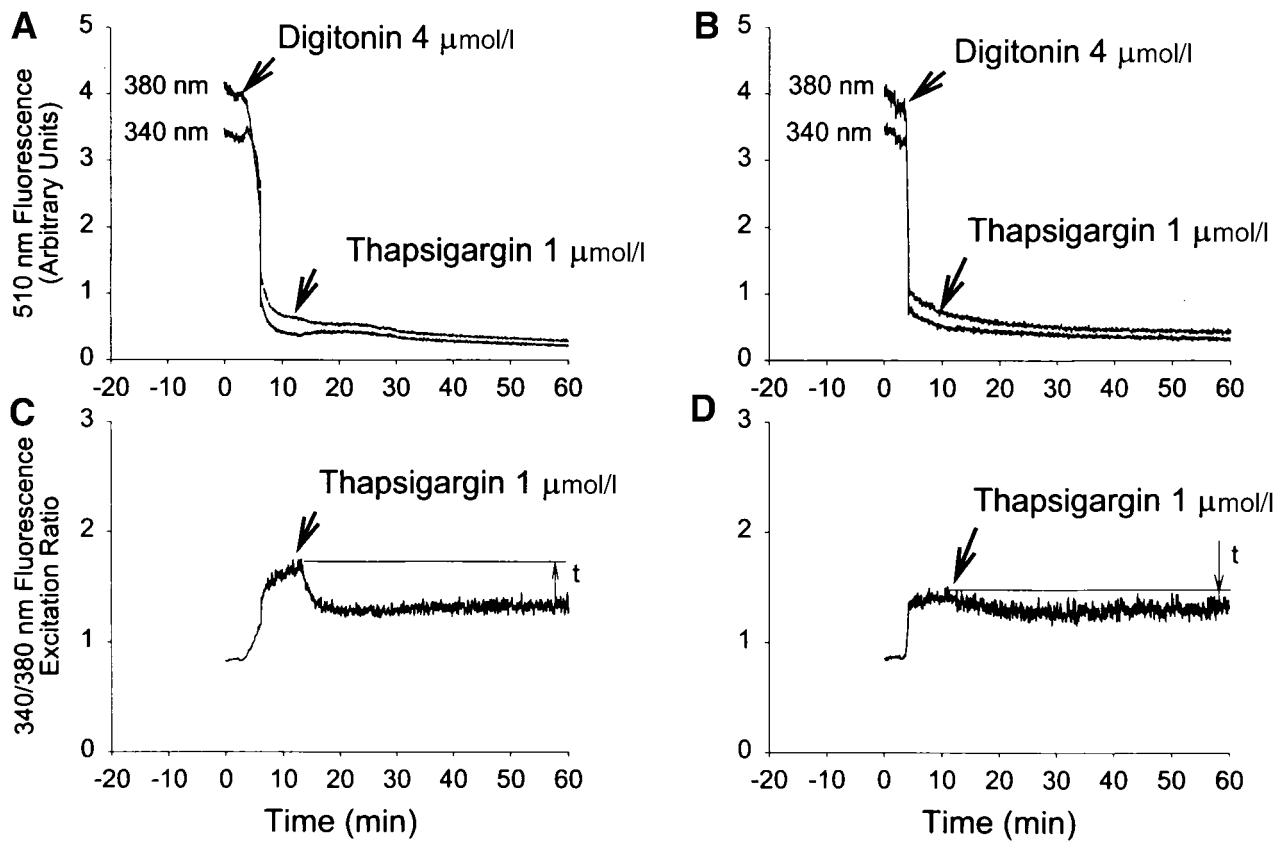 A
510 nm Fluorescence
(Arbitrary Units)
5
4
3
2
1
0
380 nm
340 nm
Digitonin 4 μmol/l
Thapsigargin 1 μmol/l
-20 -10 0 10 20 30 40 50 60
B
5
4
3
2
1
0
380 nm
340 nm
Digitonin 4 μmol/l
Thapsigargin 1 μmol/l
-20 -10 0 10 20 30 40 50 60
C
340/380 nm Fluorescence
Excitation Ratio
3
2
1
0
Thapsigargin 1 μmol/l
t
-20 -10 0 10 20 30 40 50 60
Time (min)
D
3
2
1
0
Thapsigargin 1 μmol/l
t
-20 -10 0 10 20 30 40 50 60
Time (min)